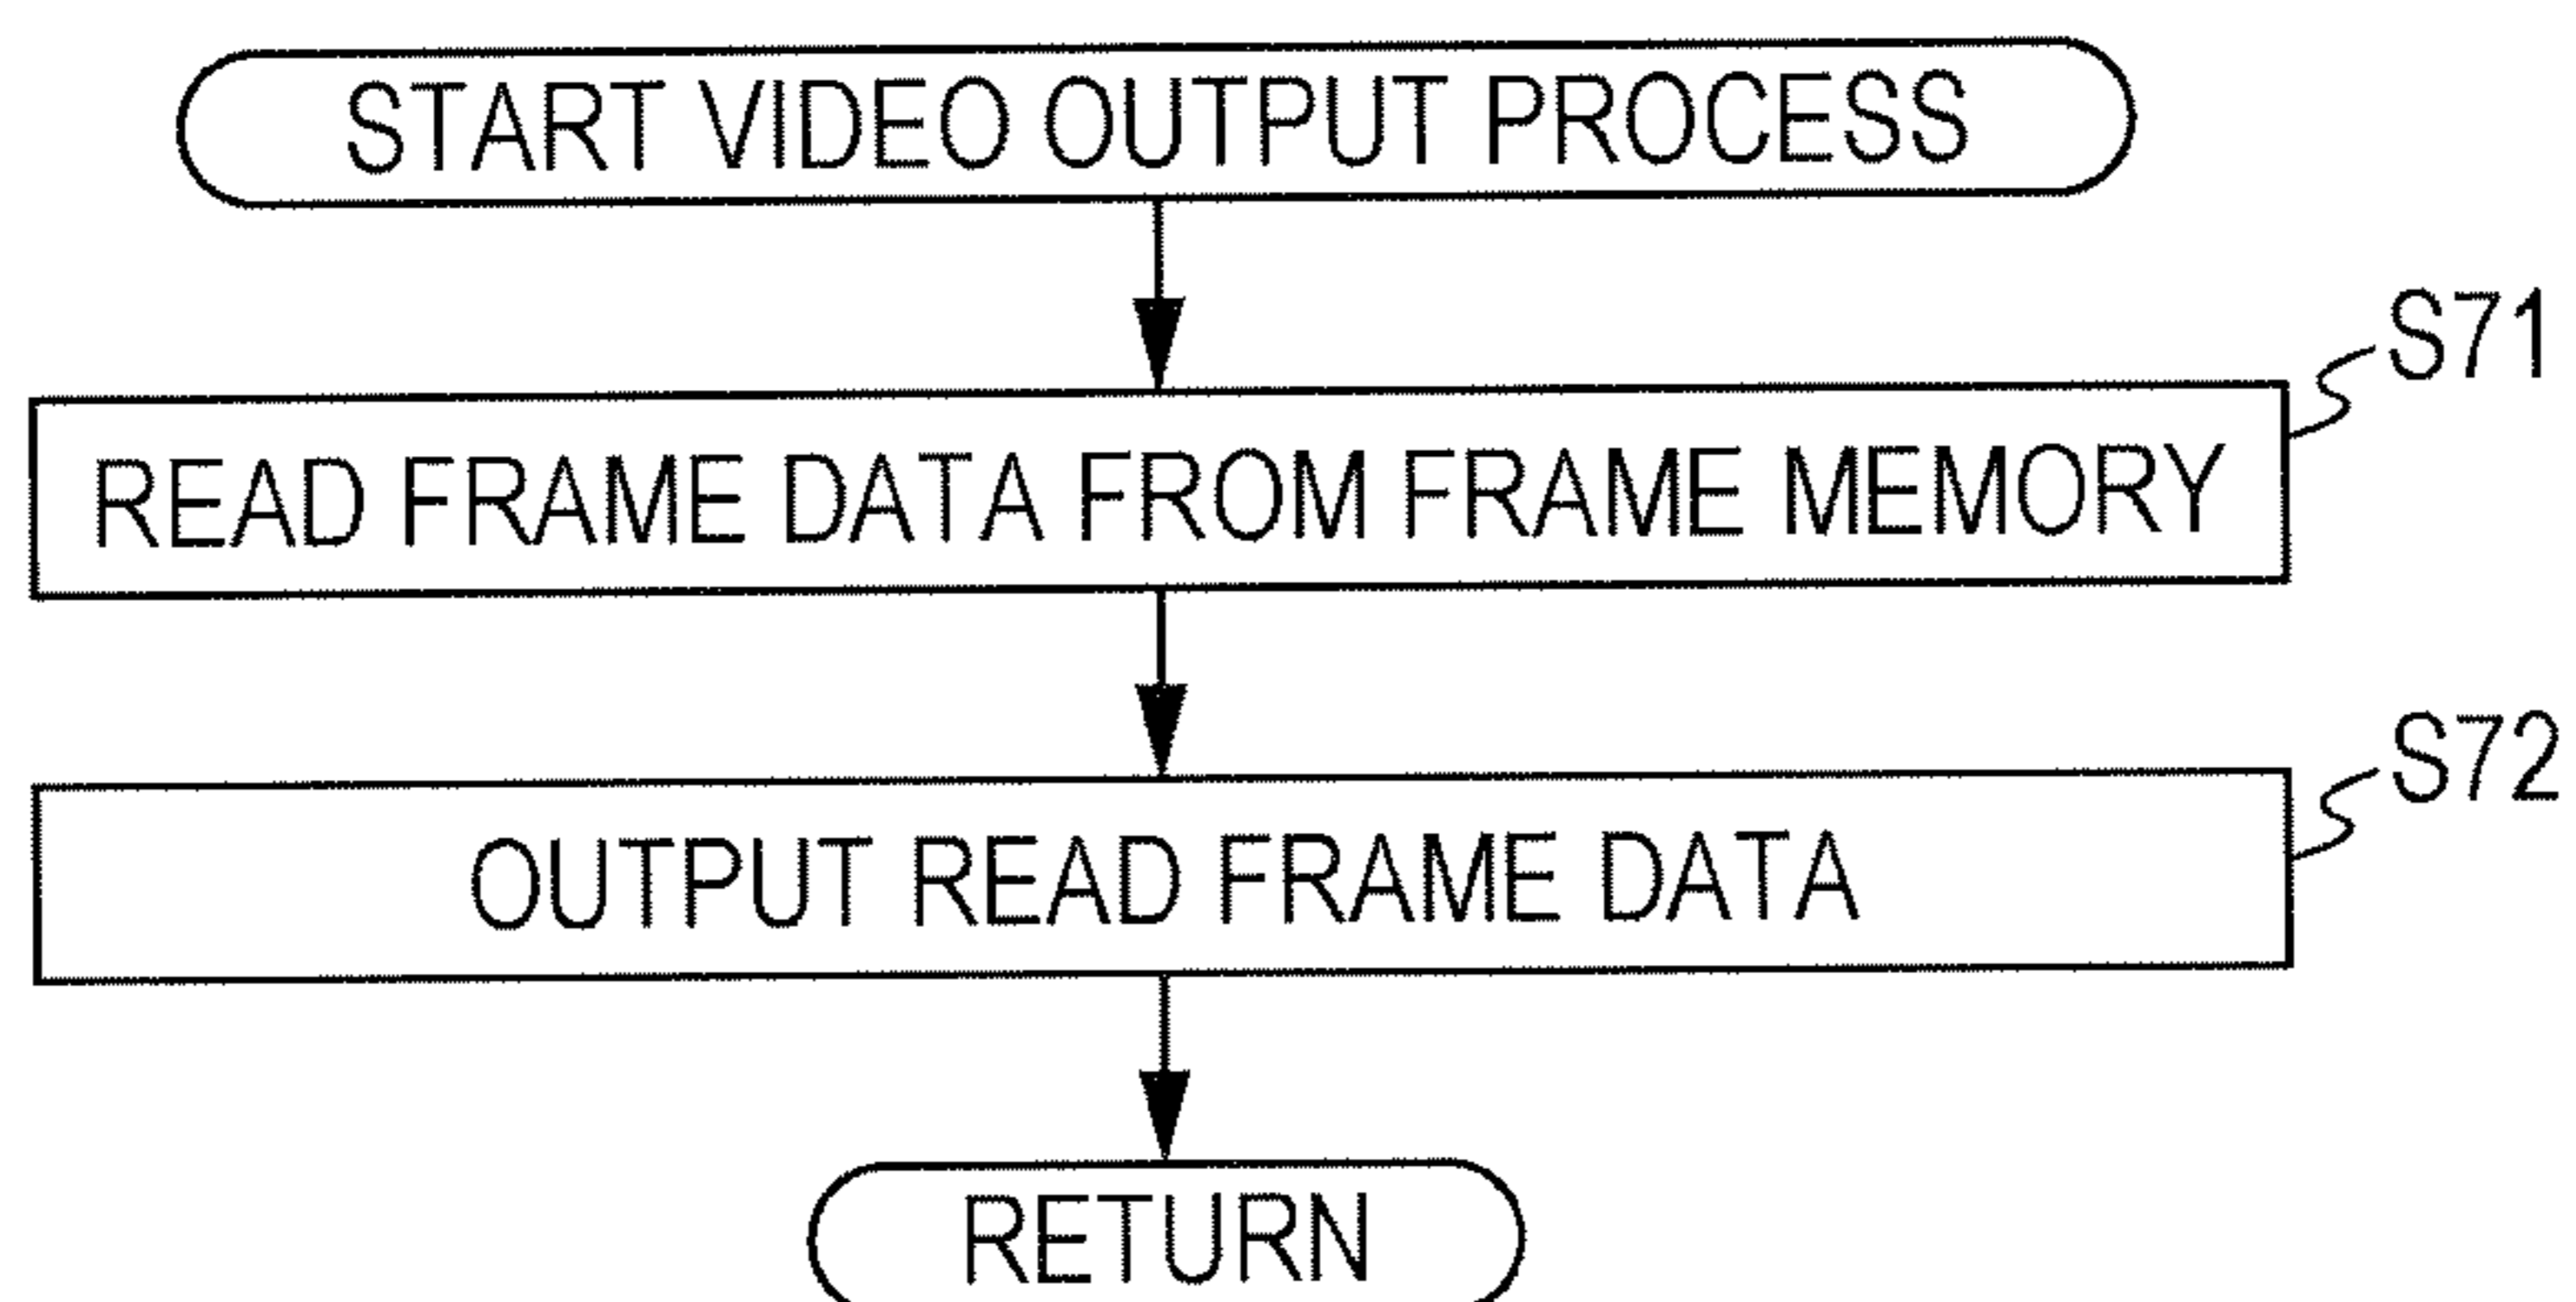 START VIDEO OUTPUT PROCESS
S71
READ FRAME DATA FROM FRAME MEMORY
S72
OUTPUT READ FRAME DATA
RETURN